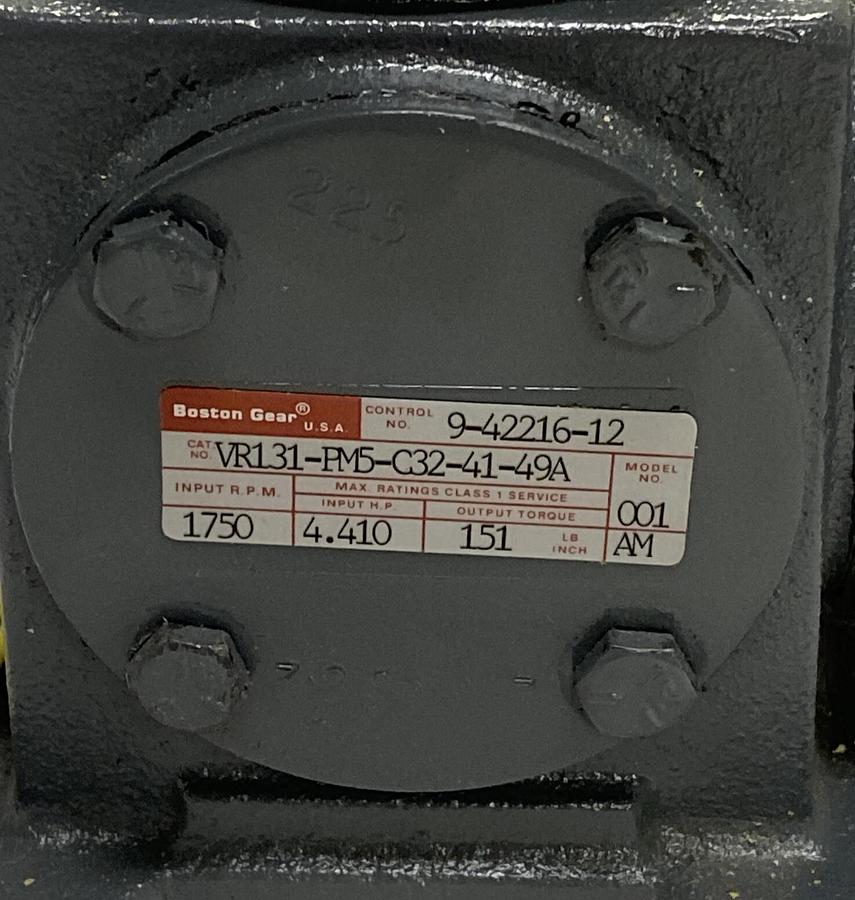 223
Boston Gear® U.S.A.
CONTROL NO. 9-42216-12
CAT. NO. VR131-PM5-C32-41-49A
MODEL NO.
001
AM
INPUT R.P.M.
1750
MAX. RATINGS CLASS 1 SERVICE
INPUT H.P.
4.410
OUTPUT TORQUE
151 LB INCH